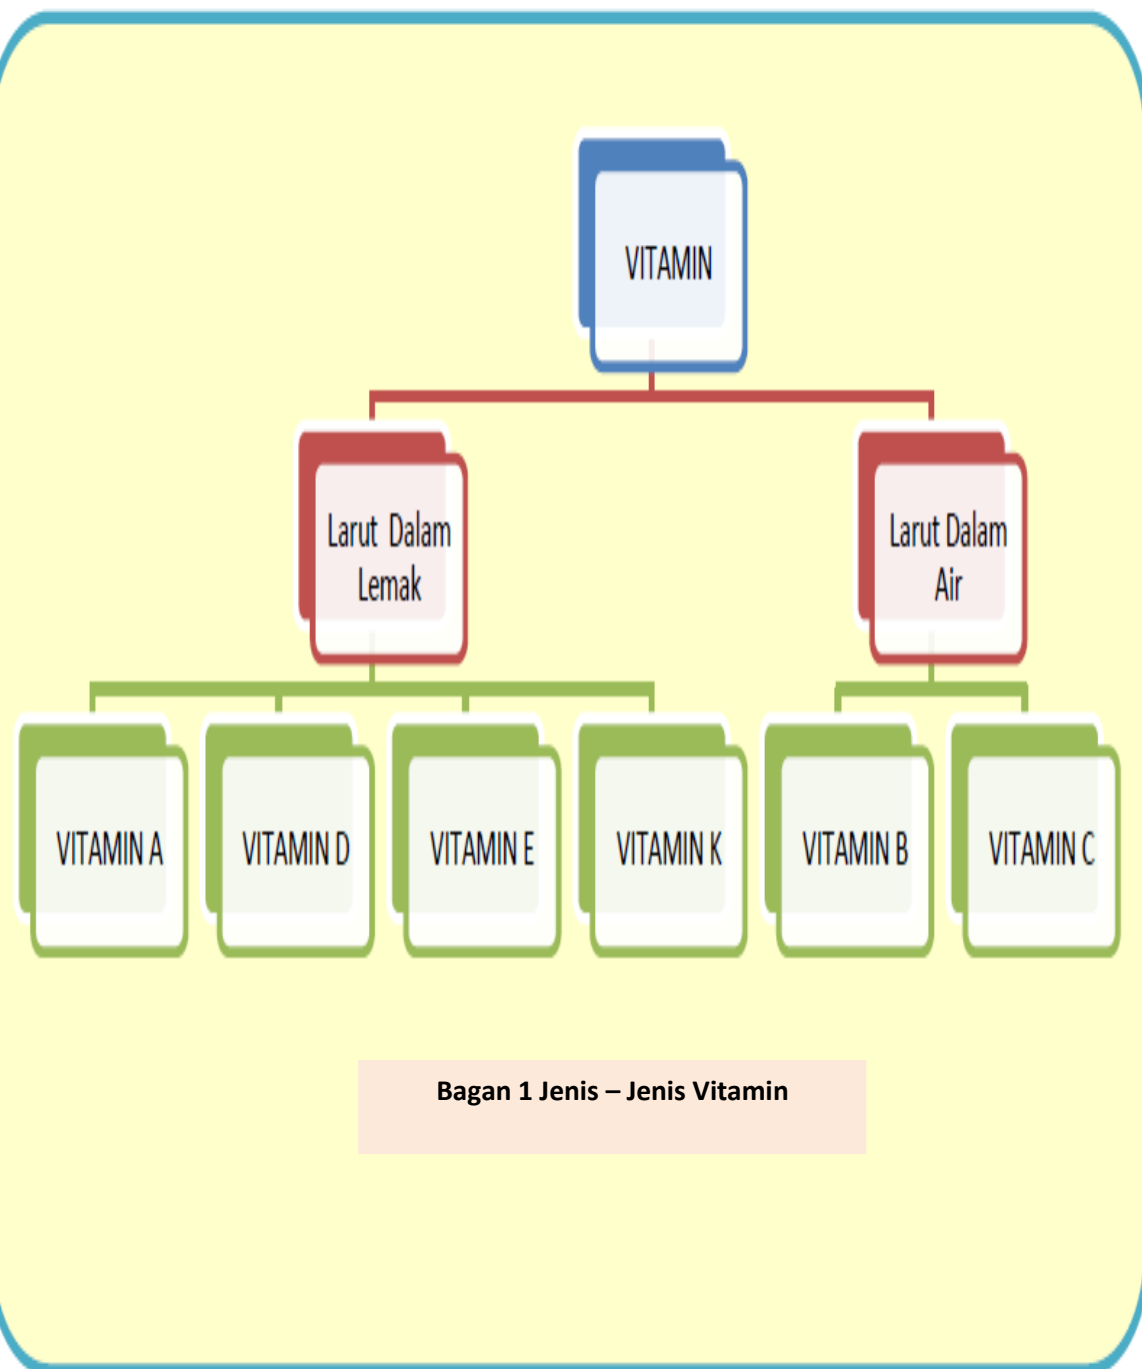 VITAMIN
Larut Dalam
Lemak
Larut Dalam
Air
VITAMIN A
VITAMIN D
VITAMIN E
VITAMIN K
VITAMIN B
VITAMIN C
Bagan 1 Jenis – Jenis Vitamin